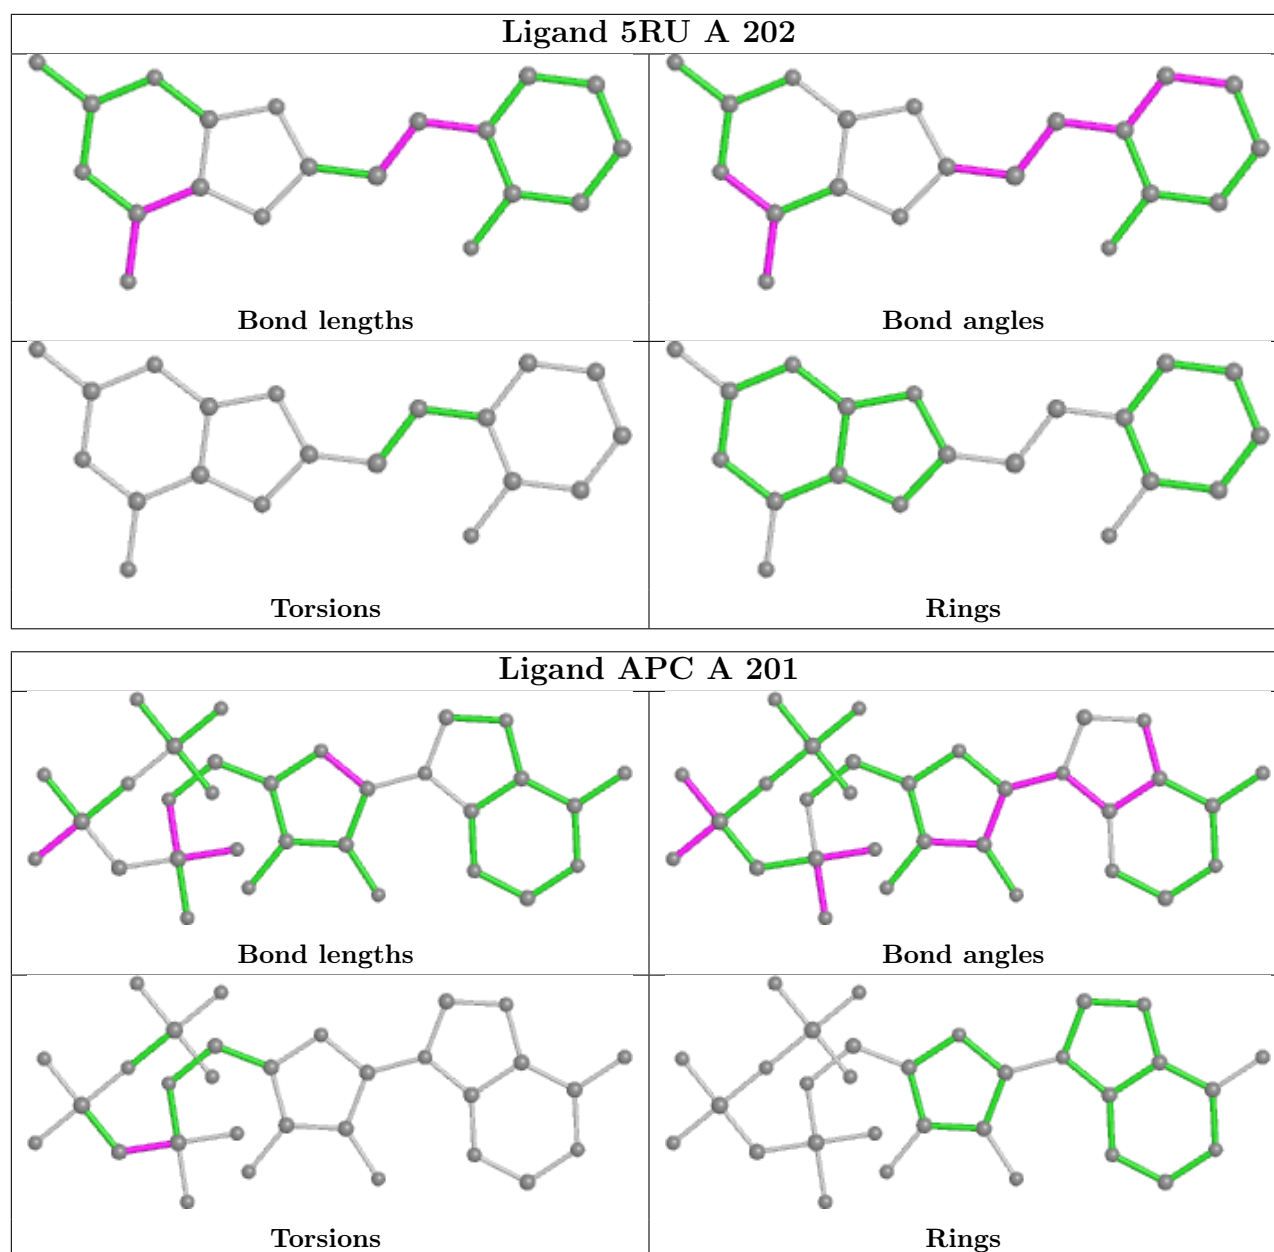 Ligand 5RU A 202
Bond lengths
Bond angles
Torsions
Rings
Ligand APC A 201
Bond lengths
Bond angles
Torsions
Rings